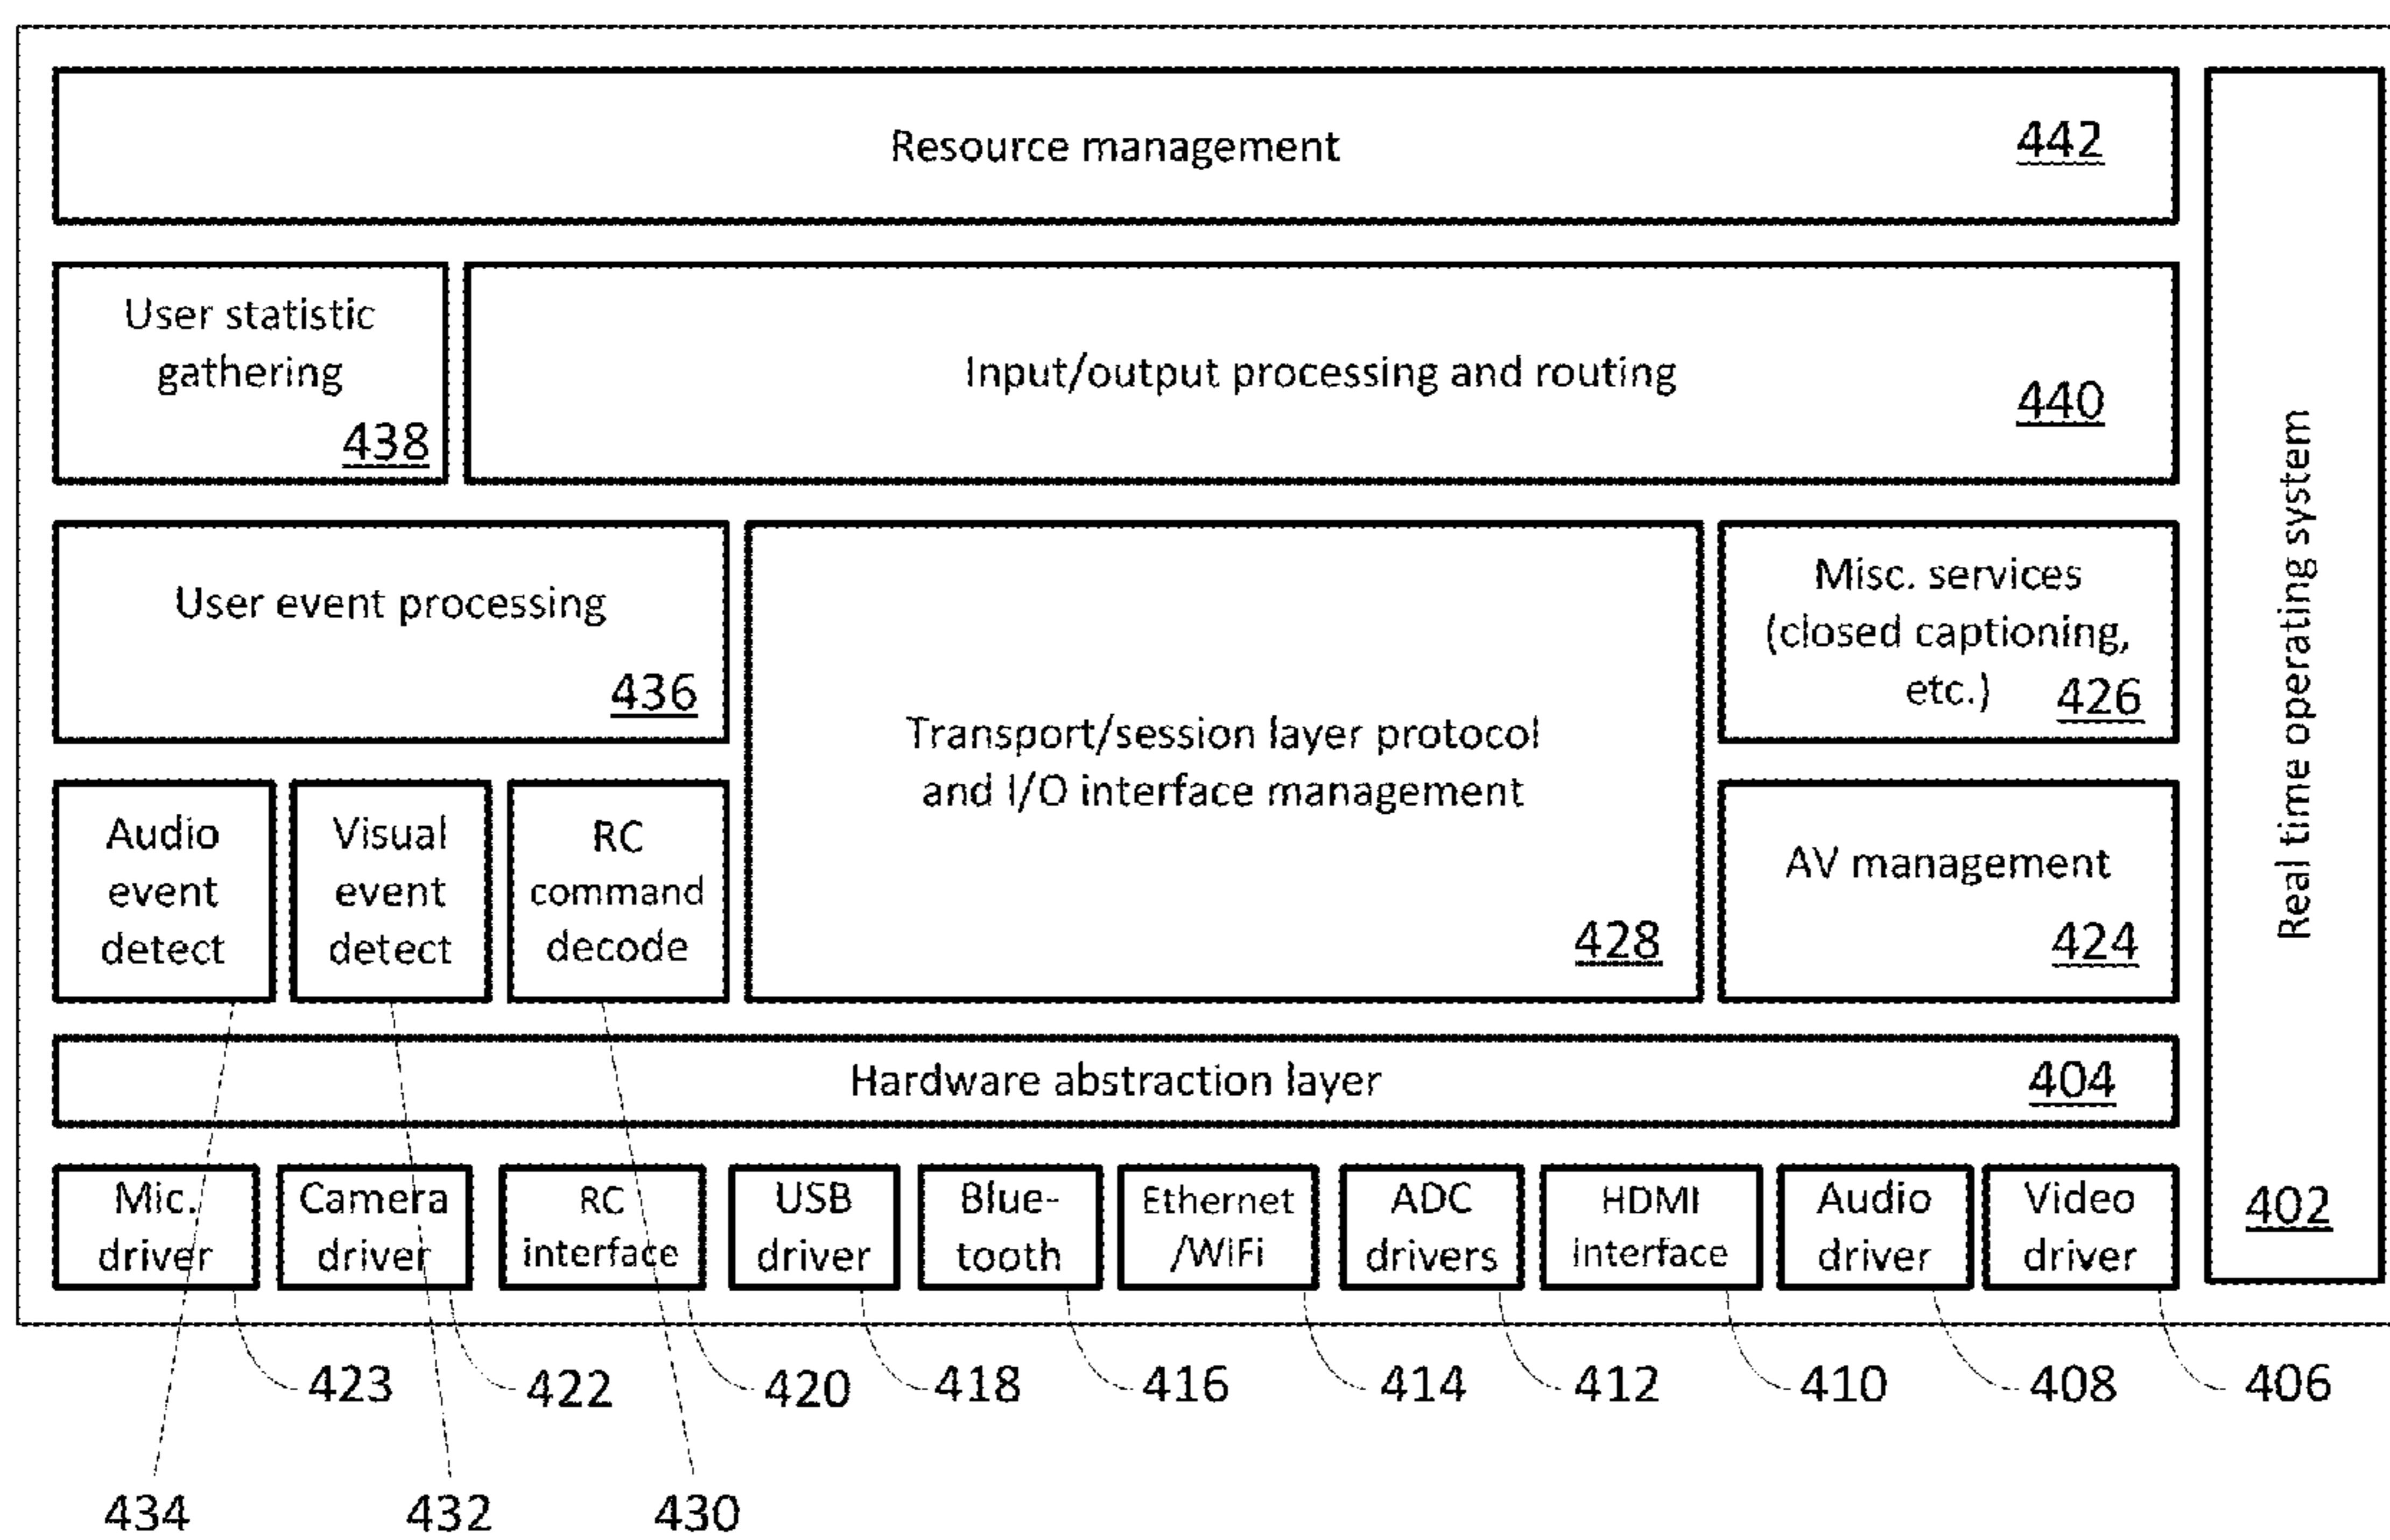 Resource management
442
User statistic
gathering
438
Input/output processing and routing
440
User event processing
436
Transport/session layer protocol
and I/O interface management
428
Misc. services
(closed captioning,
etc.) 426
Audio
event
detect
Visual
event
detect
RC
command
decode
AV management
424
Hardware abstraction layer
404
Mic.
driver
Camera
driver
RC
interface
USB
driver
Blue-
tooth
Ethernet
/WiFi
ADC
drivers
HDMI
interface
Audio
driver
Video
driver
Real time operating system
402
423
422
420
418
416
414
412
410
408
406
434
432
430